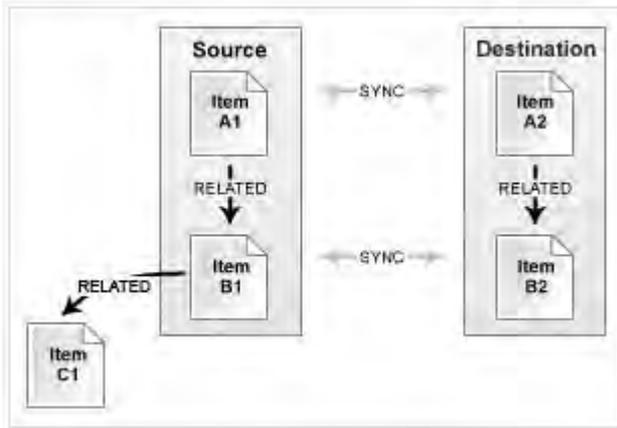 Source
Destination
Item
A1
SYNC
Item
A2
RELATED
RELATED
Item
B1
SYNC
Item
B2
RELATED
Item
C1